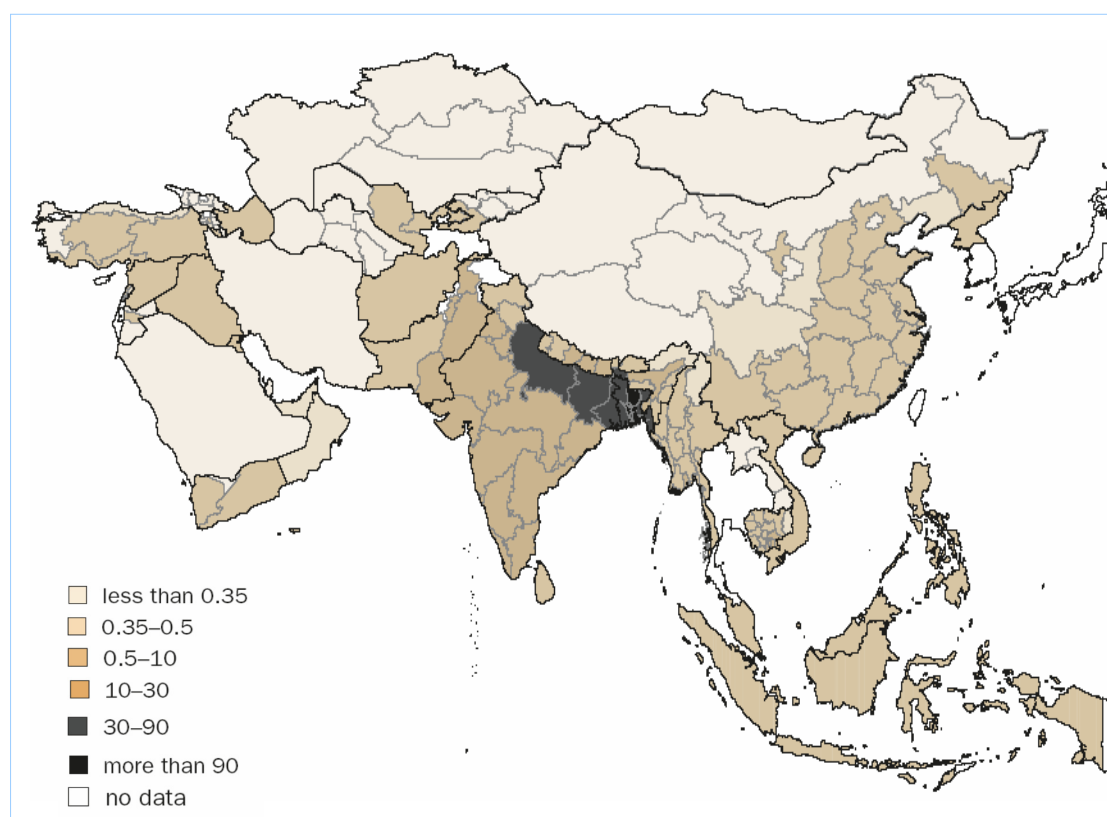 less than 0.35
0.35–0.5
0.5–10
10–30
30–90
more than 90
no data